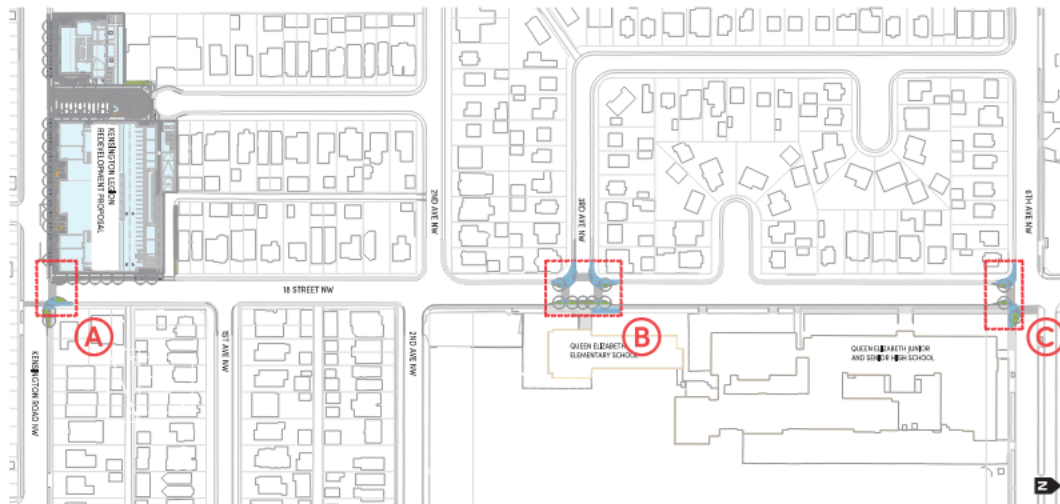 KENSINGTON LEGION
REDEVELOPMENT PROPOSAL
2ND AVE NW
3RD AVE NW
6TH AVE NW
18 STREET NW
A
B
C
KENSINGTON ROAD NW
1ST AVE NW
2ND AVE NW
QUEEN ELIZABETH
ELEMENTARY SCHOOL
QUEEN ELIZABETH JUNIOR
AND SENIOR HIGH SCHOOL
N